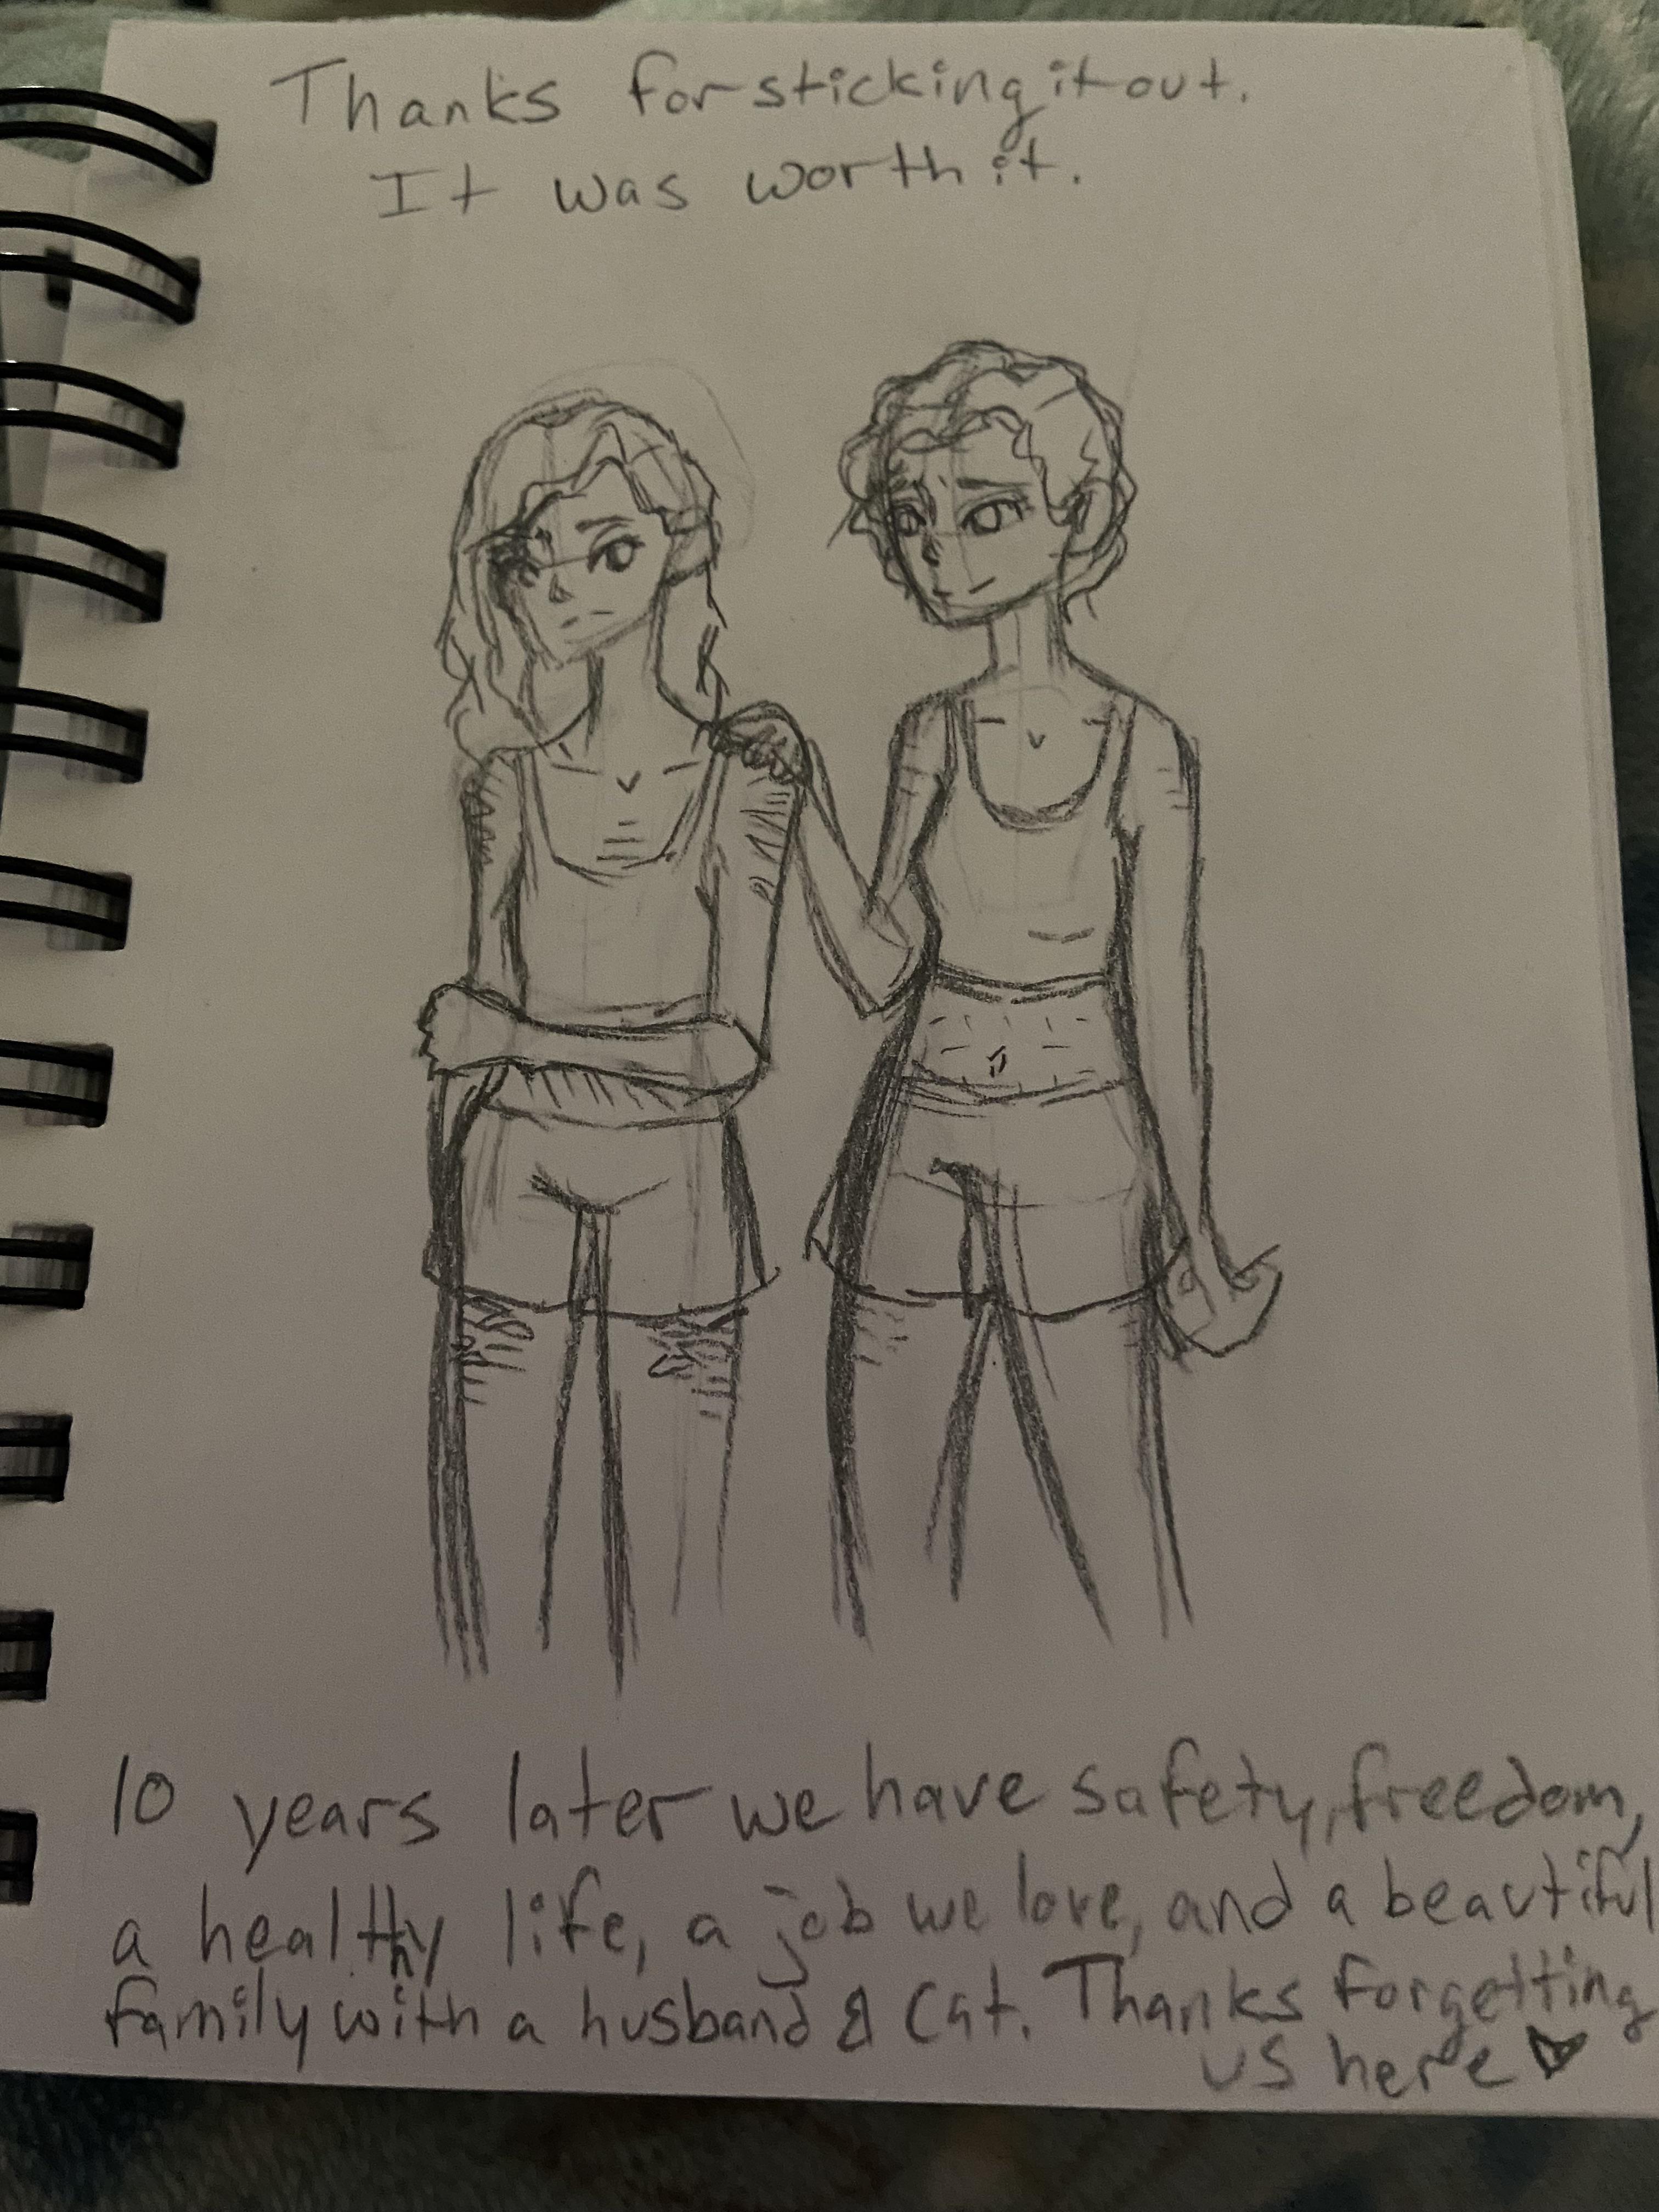 Thanks for sticking it out.
It was worth it.
10 years later we have safety, freedom,
a healthy life, a job we love, and a beautiful
family with a husband & cat. Thanks for getting
us here